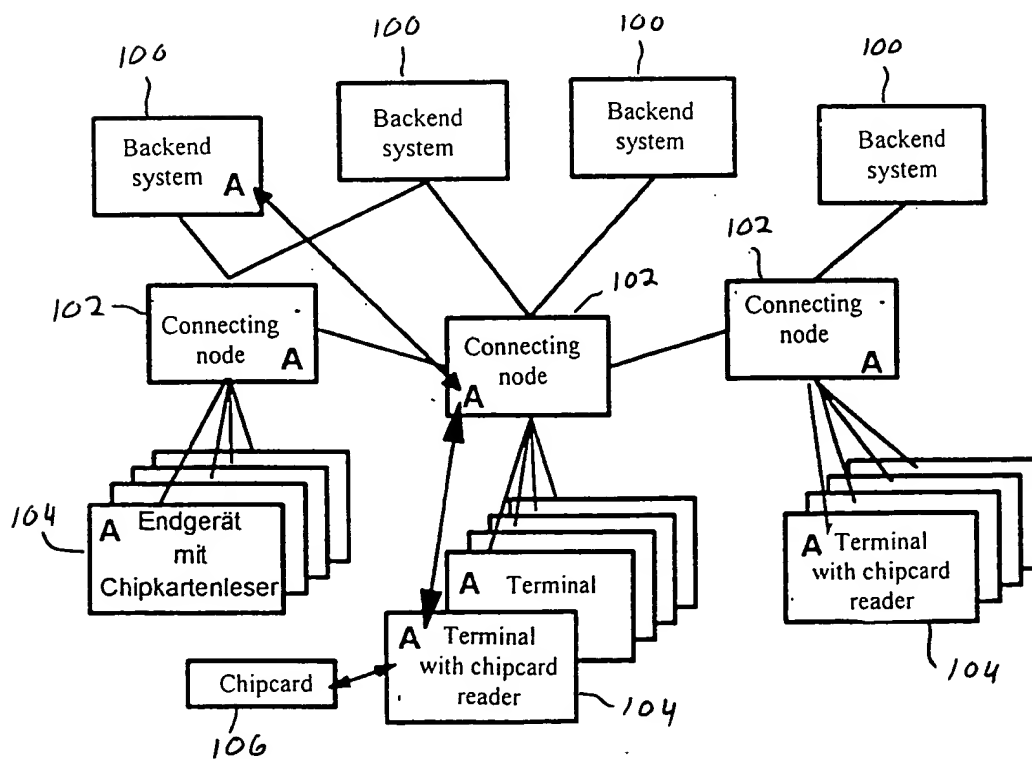 100
100
100
100
Backend
system
A
Backend
system
Backend
system
Backend
system
102
102
102
Connecting
node
A
Connecting
node
A
Connecting
node
A
104
A Endgerät
mit
Chipkartenleser
A Terminal
A Terminal
with chipcard
reader
A Terminal
with chipcard
reader
Chipcard
106
104
104